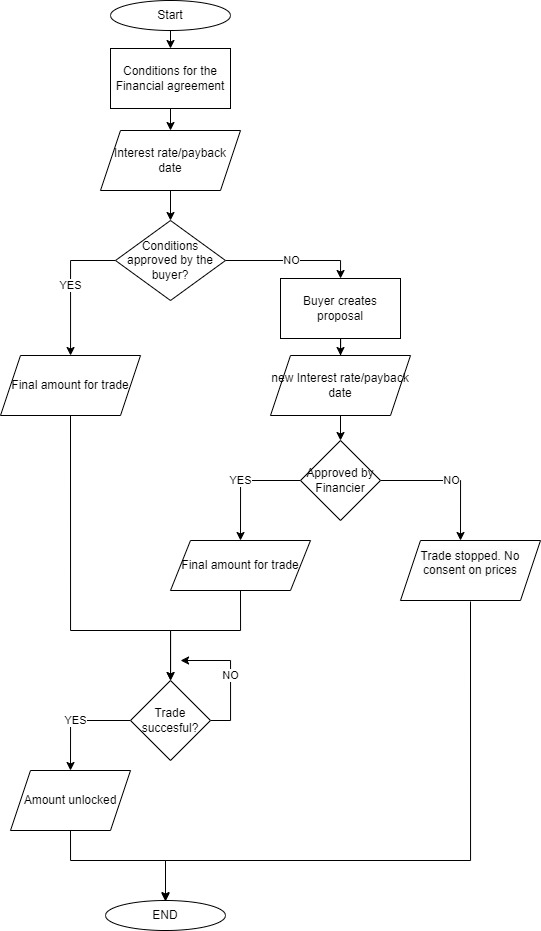 Start
Conditions for the
Financial agreement
Interest rate/payback
date
Conditions
approved by the
buyer?
NO
YES
Buyer creates
proposal
Final amount for trade
new Interest rate/payback
date
Approved by
Financier
YES
NO
Final amount for trade
Trade stopped. No
consent on prices
NO
Trade
succesful?
YES
Amount unlocked
END